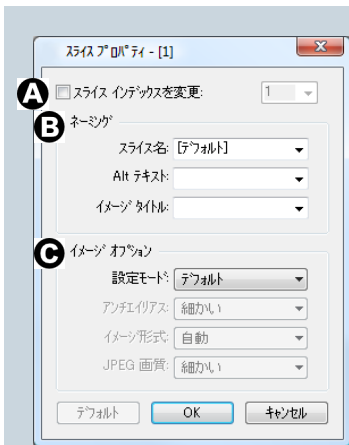 スライス プロパティ - [1]
A スライス インデックスを変更: 1
B ネーミング
スライス名: [デフォルト]
Alt テキスト:
イメージ タイトル:
C イメージ オプション
設定モード: デフォルト
アンチエイリアス: 細かい
イメージ形式: 自動
JPEG 画質: 細かい
デフォルト OK キャンセル